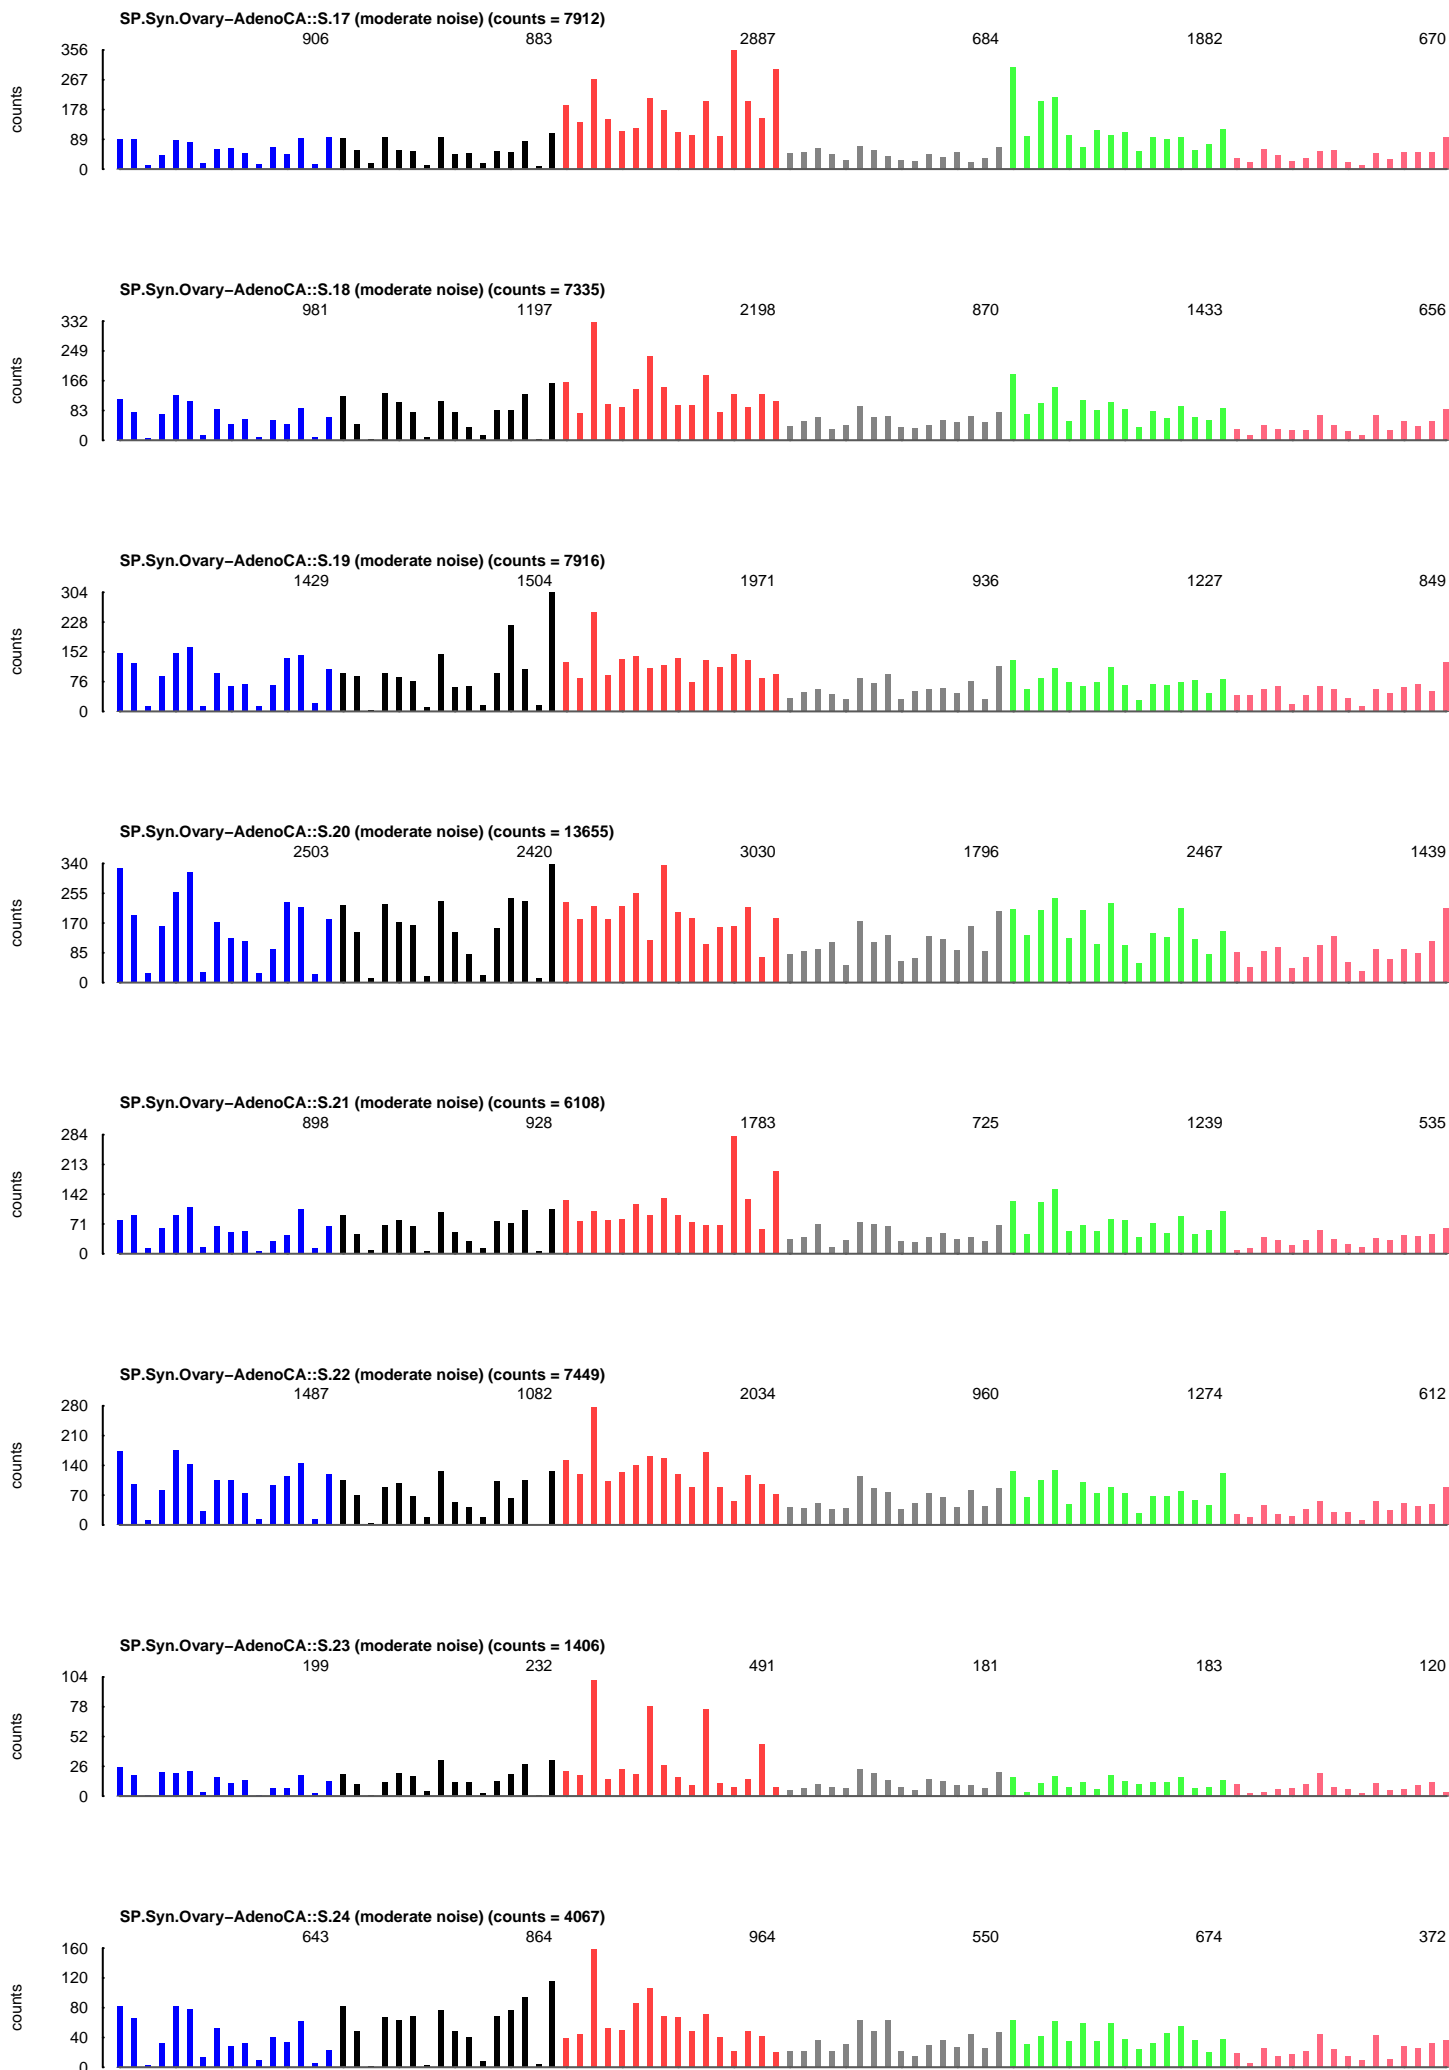 SP.Syn.Ovary−AdenoCA::S.17 (moderate noise) (counts = 7912)
906 883 2887 684 1882 670
356
267
178
89
0
counts
SP.Syn.Ovary−AdenoCA::S.18 (moderate noise) (counts = 7335)
981 1197 2198 870 1433 656
332
249
166
83
0
counts
SP.Syn.Ovary−AdenoCA::S.19 (moderate noise) (counts = 7916)
1429 1504 1971 936 1227 849
304
228
152
76
0
counts
SP.Syn.Ovary−AdenoCA::S.20 (moderate noise) (counts = 13655)
2503 2420 3030 1796 2467 1439
340
255
170
85
0
counts
SP.Syn.Ovary−AdenoCA::S.21 (moderate noise) (counts = 6108)
898 928 1783 725 1239 535
284
213
142
71
0
counts
SP.Syn.Ovary−AdenoCA::S.22 (moderate noise) (counts = 7449)
1487 1082 2034 960 1274 612
280
210
140
70
0
counts
SP.Syn.Ovary−AdenoCA::S.23 (moderate noise) (counts = 1406)
199 232 491 181 183 120
104
78
52
26
0
counts
SP.Syn.Ovary−AdenoCA::S.24 (moderate noise) (counts = 4067)
643 864 964 550 674 372
160
120
80
40
0
counts